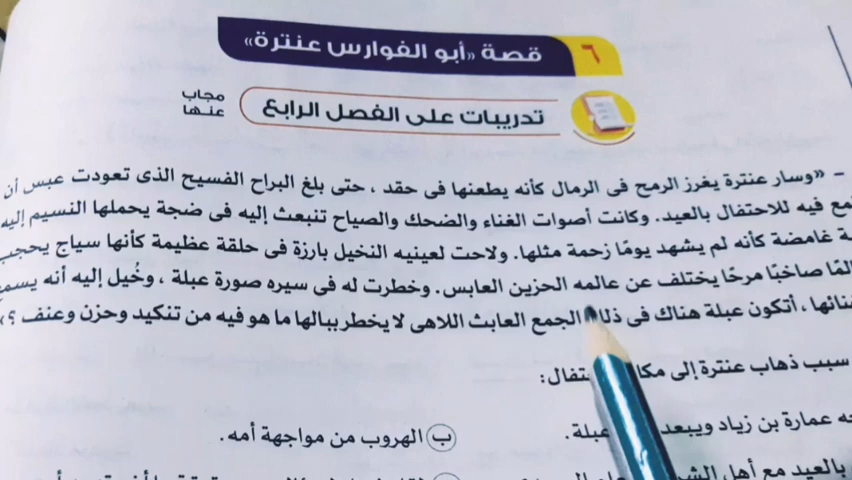 ٦
قصة «أبو الفوارس عنترة»
تدريبات على الفصل الرابع
مجاب
عنها
- «وسار عنترة يغرز الرمح فى الرمال كأنه يطعنها فى حقد ، حتى بلغ البراح الفسيح الذى تعودت عبس أن
فيه للاحتفال بالعيد. وكانت أصوات الغناء والضحك والصياح تنبعث إليه فى ضجة يحملها النسيم إليه
غامضة كأنه لم يشهد يومًا زحمة مثلها. ولاحت لعينيه النخيل بارزة فى حلقة عظيمة كأنها سياج يحجب
صاخبًا مرحًا يختلف عن عالمه الحزين العابس. وخطرت له فى سيره صورة عبلة ، وخُيل إليه أنه يسمع
، أتكون عبلة هناك فى الجمع العابث اللاهى لا يخطر ببالها ما هو فيه من تنكيد وحزن وعنف ؟»
سبب ذهاب عنترة إلى :
عمارة بن زياد ويبعد عبلة.
ب الهروب من مواجهة أمه.
بالعيد مع أهل